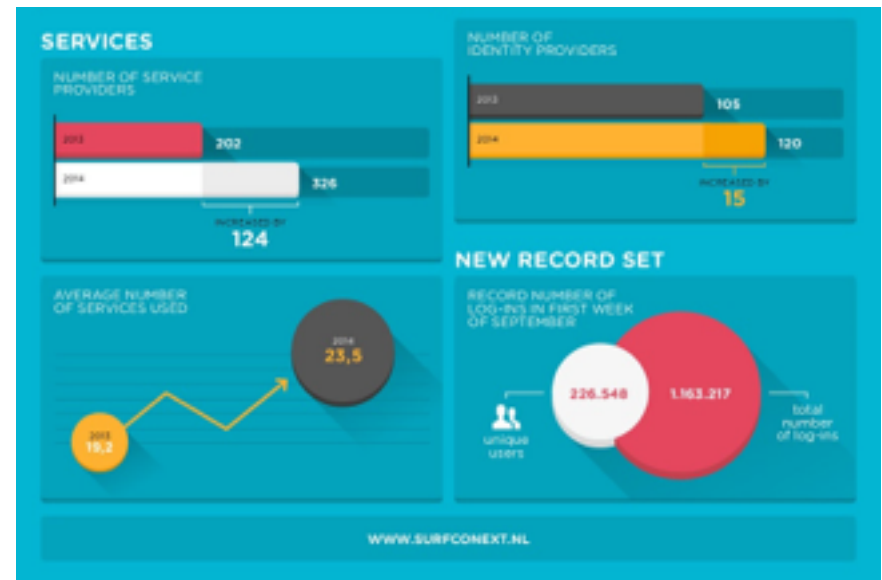 SERVICES
NUMBER OF SERVICE
PROVIDERS
2013
202
2014
326
INCREASED BY
124
NUMBER OF
IDENTITY PROVIDERS
2013
105
2014
120
INCREASED BY
15
AVERAGE NUMBER
OF SERVICES USED
2013
19,2
2014
23,5
NEW RECORD SET
RECORD NUMBER OF
LOG-INS IN FIRST WEEK
OF SEPTEMBER
226.548
1.163.217
unique
users
total
number
of log-ins
WWW.SURFCONEXT.NL